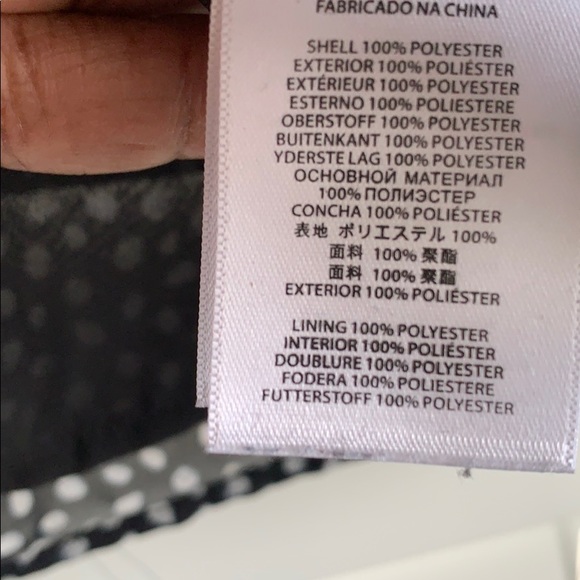 FABRICADO NA CHINA
SHELL 100% POLYESTER
EXTERIOR 100% POLIÉSTER
EXTÉRIEUR 100% POLYESTER
ESTERNO 100% POLIESTERE
OBERSTOFF 100% POLYESTER
BUITENKANT 100% POLYESTER
YDERSTE LAG 100% POLYESTER
ОСНОВНОЙ МАТЕРИАЛ
100% ПОЛИЭСТЕР
CONCHA 100% POLIÉSTER
表地 ポリエステル 100%
面料 100% 聚酯
面料 100% 聚酯
EXTERIOR 100% POLIÉSTER
LINING 100% POLYESTER
INTERIOR 100% POLIÉSTER
DOUBLURE 100% POLYESTER
FODERA 100% POLIESTERE
FUTTERSTOFF 100% POLYESTER